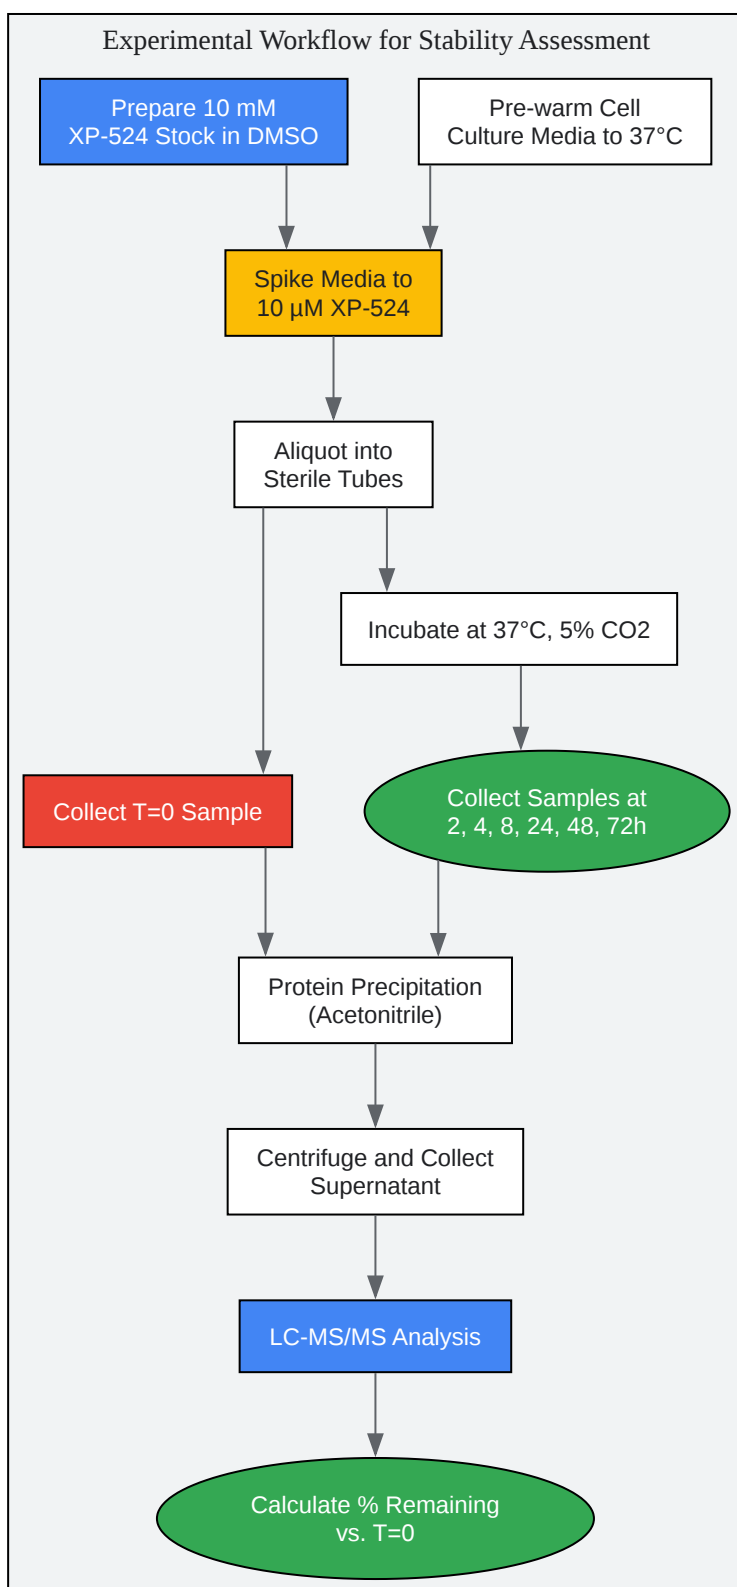 Experimental Workflow for Stability Assessment
Prepare 10 mM
XP-524 Stock in DMSO
Pre-warm Cell
Culture Media to 37°C
Spike Media to
10 µM XP-524
Aliquot into
Sterile Tubes
Incubate at 37°C, 5% CO2
Collect T=0 Sample
Collect Samples at
2, 4, 8, 24, 48, 72h
Protein Precipitation
(Acetonitrile)
Centrifuge and Collect
Supernatant
LC-MS/MS Analysis
Calculate % Remaining
vs. T=0